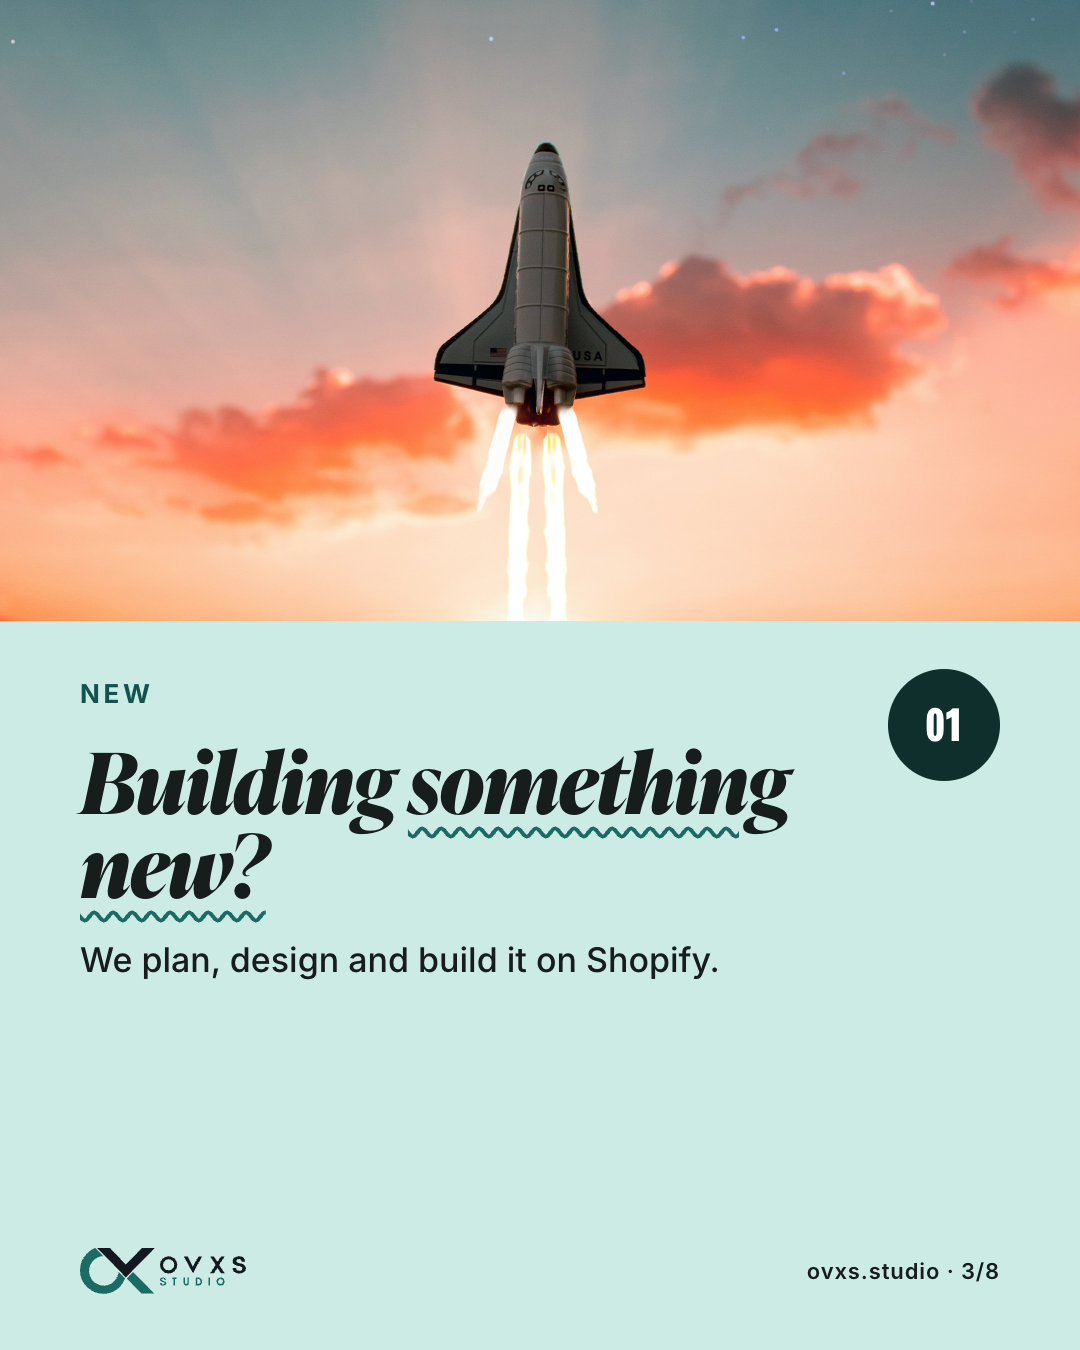 USA
NEW
01
Building something
new?
We plan, design and build it on Shopify.
OVXS
STUDIO
ovxs.studio · 3/8